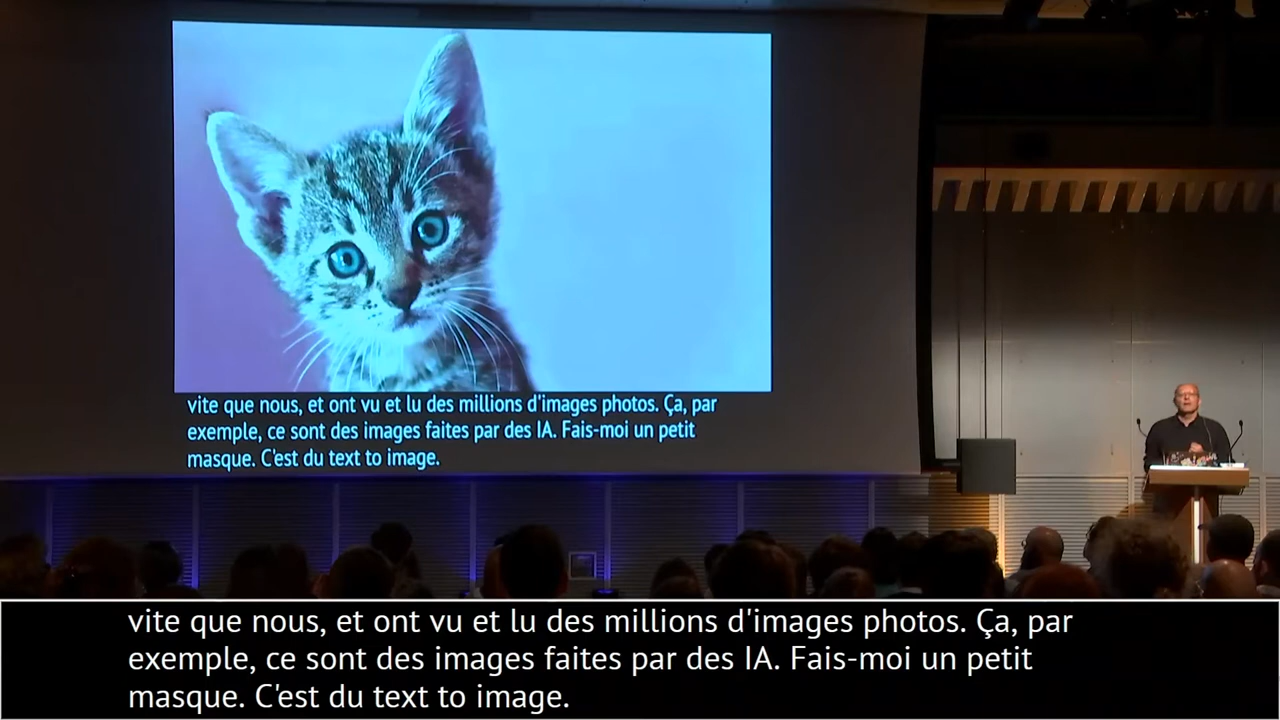 vite que nous, et ont vu et lu des millions d'images photos. Ça, par
exemple, ce sont des images faites par des IA. Fais-moi un petit
masque. C'est du text to image.
vite que nous, et ont vu et lu des millions d'images photos. Ça, par
exemple, ce sont des images faites par des IA. Fais-moi un petit
masque. C'est du text to image.